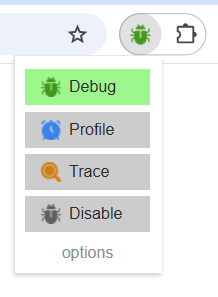 Debug
Profile
Trace
Disable
options